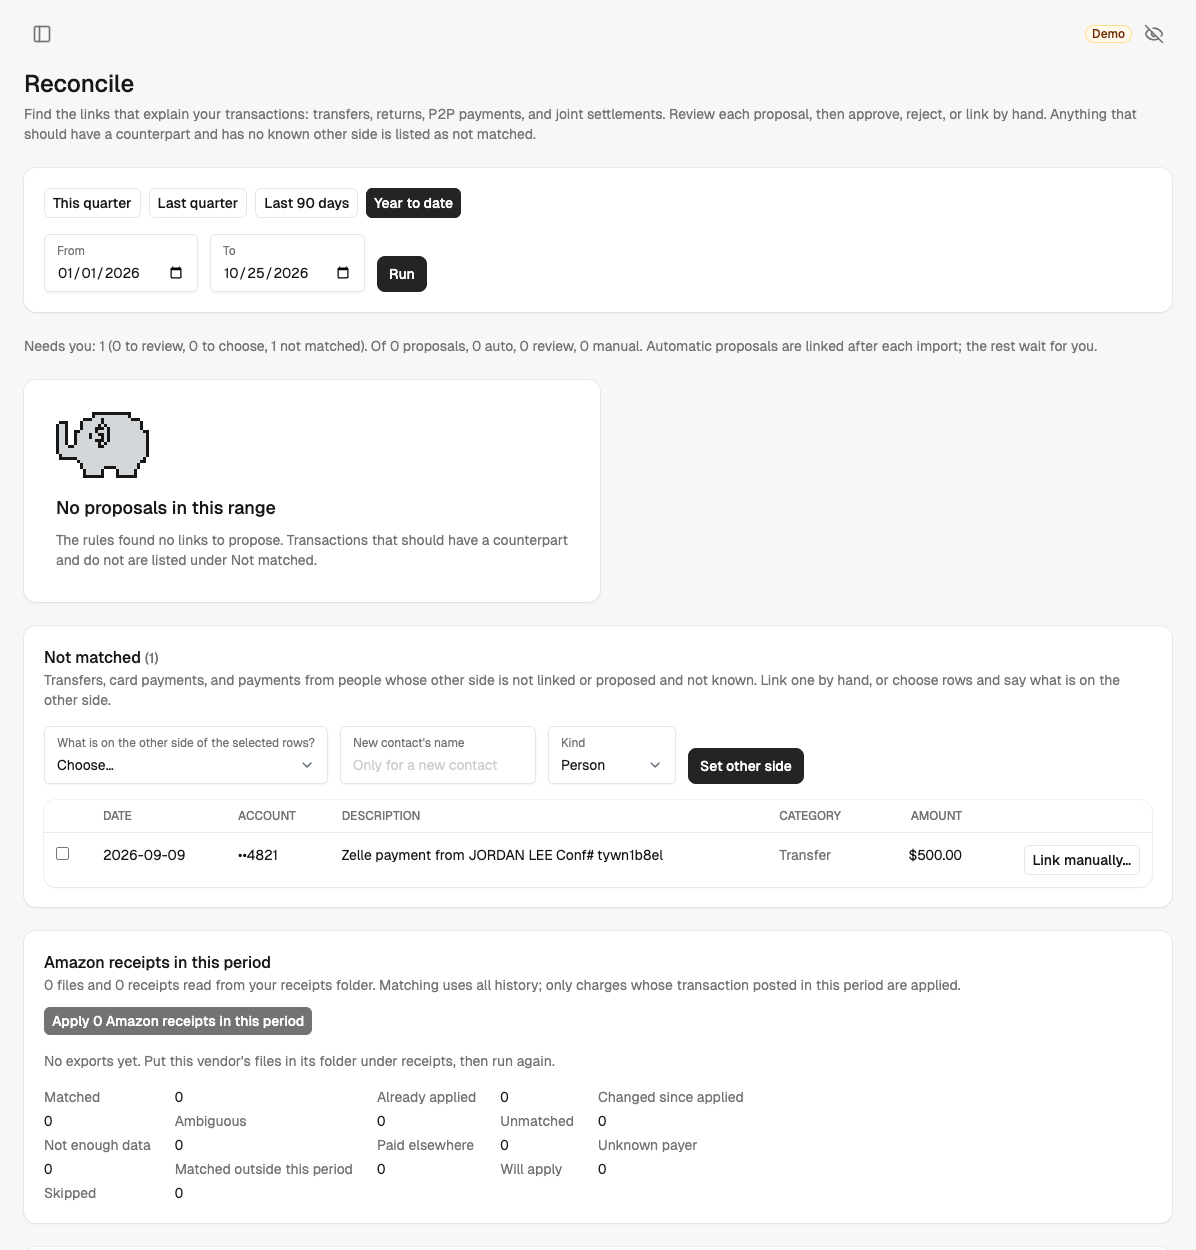 Demo
Reconcile
Find the links that explain your transactions: transfers, returns, P2P payments, and joint settlements. Review each proposal, then approve, reject, or link by hand. Anything that
should have a counterpart and has no known other side is listed as not matched.
This quarter
Last quarter
Last 90 days
Year to date
From
01/01/2026
To
10/25/2026
Run
Needs you: 1 (0 to review, 0 to choose, 1 not matched). Of 0 proposals, 0 auto, 0 review, 0 manual. Automatic proposals are linked after each import; the rest wait for you.
$
No proposals in this range
The rules found no links to propose. Transactions that should have a counterpart
and do not are listed under Not matched.
Not matched (1)
Transfers, card payments, and payments from people whose other side is not linked or proposed and not known. Link one by hand, or choose rows and say what is on the
other side.
What is on the other side of the selected rows?
Choose…
New contact's name
Only for a new contact
Kind
Person
Set other side
DATE ACCOUNT DESCRIPTION CATEGORY AMOUNT
2026-09-09 ••4821 Zelle payment from JORDAN LEE Conf# tywn1b8el Transfer $500.00 Link manually…
Amazon receipts in this period
0 files and 0 receipts read from your receipts folder. Matching uses all history; only charges whose transaction posted in this period are applied.
Apply 0 Amazon receipts in this period
No exports yet. Put this vendor's files in its folder under receipts, then run again.
Matched 0 Already applied 0 Changed since applied
0 Ambiguous 0 Unmatched 0
Not enough data 0 Paid elsewhere 0 Unknown payer
0 Matched outside this period 0 Will apply 0
Skipped 0